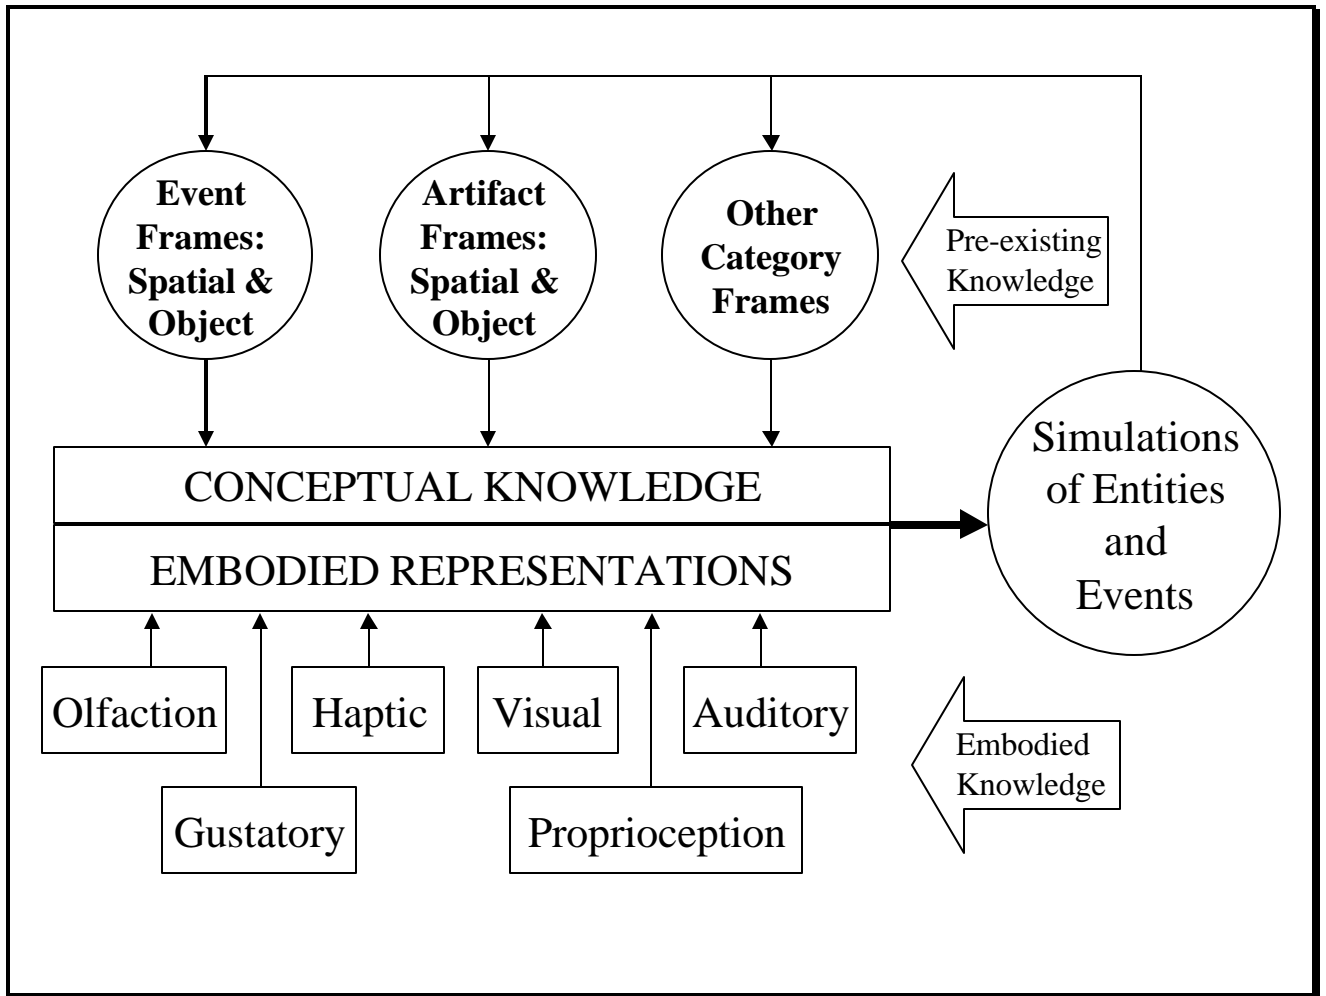 Event
Frames:
Spatial &
Object
Artifact
Frames:
Spatial &
Object
Other
Category
Frames
Pre-existing
Knowledge
CONCEPTUAL KNOWLEDGE
EMBODIED REPRESENTATIONS
Simulations
of Entities
and
Events
Olfaction
Haptic
Visual
Auditory
Gustatory
Proprioception
Embodied
Knowledge